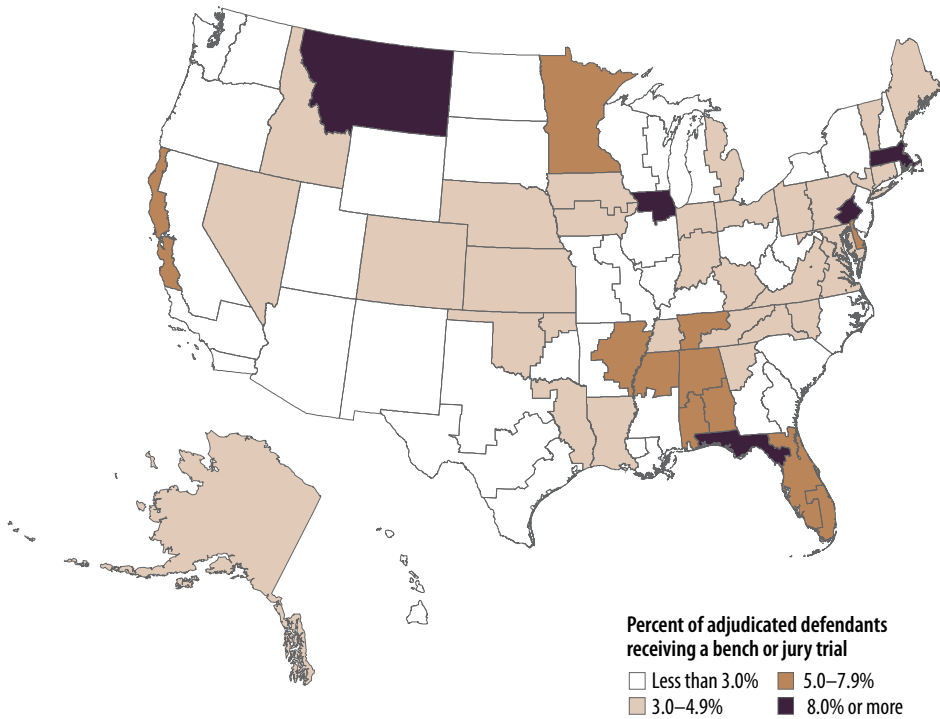 Percent of adjudicated defendants
receiving a bench or jury trial
Less than 3.0% 5.0–7.9%
3.0–4.9% 8.0% or more